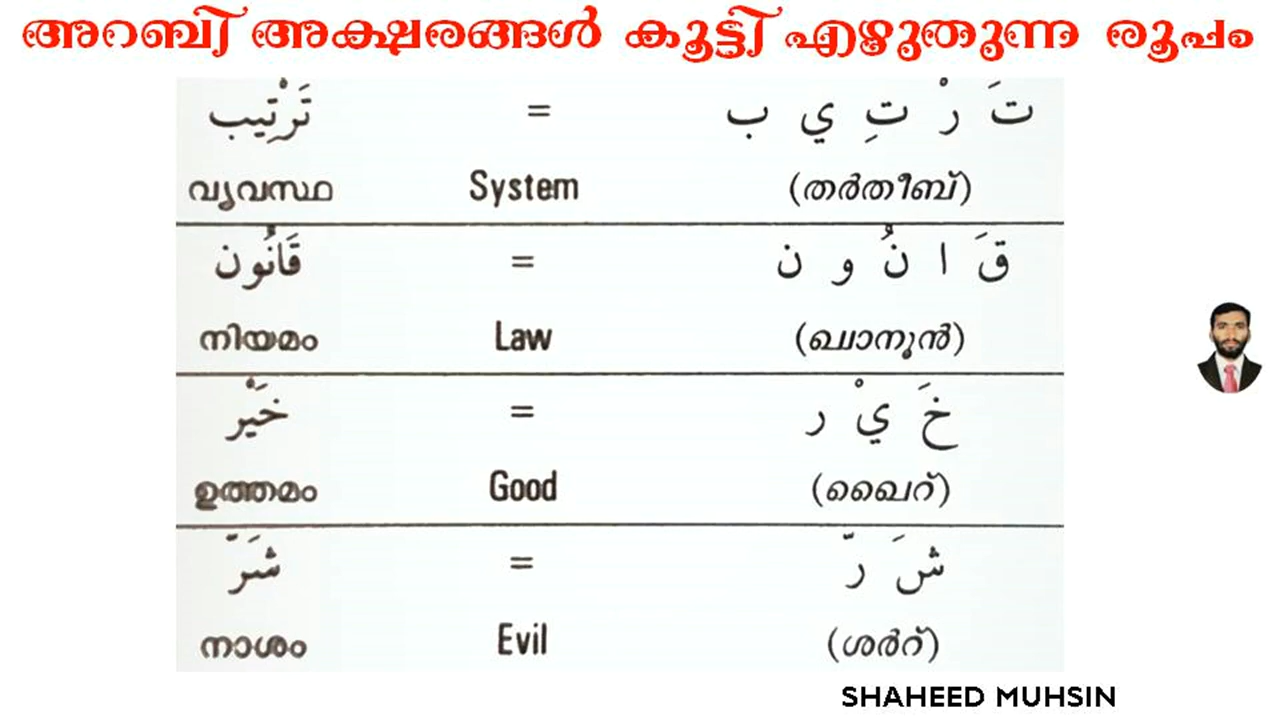 അറബി അക്ഷരങ്ങൾ കൂട്ടി എഴുതുന്ന രൂപം
تَرْتِيب = تَ رْ تِ ي ب
വ്യവസ്ഥ System (തർതീബ്)
قَانُون = قَ ا نُ و ن
നിയമം Law (ഖാനൂൻ)
خَيْر = خَ يْ ر
ഉത്തമം Good (ഖൈറ്)
شَرّ = شَ رّ
നാശം Evil (ശർറ്)
SHAHEED MUHSIN